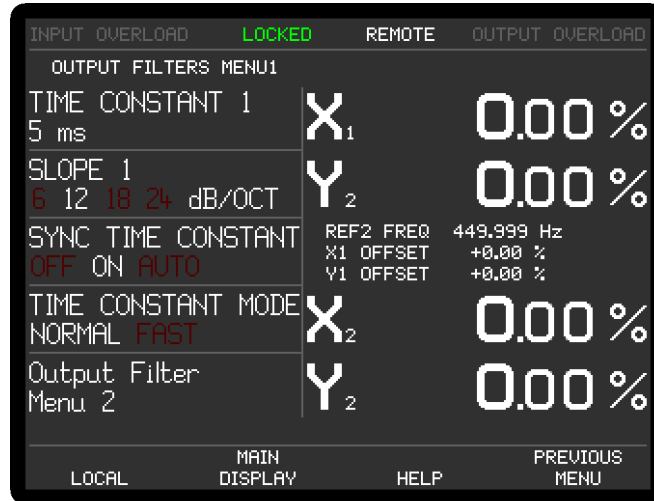 INPUT OVERLOAD LOCKED REMOTE OUTPUT OVERLOAD
OUTPUT FILTERS MENU1
TIME CONSTANT 1
5 ms
X1 0.00 %
SLOPE 1
6 12 18 24 dB/OCT
Y2 0.00 %
SYNC TIME CONSTANT
OFF ON AUTO
REF2 FREQ 449.999 Hz
X1 OFFSET +0.00 %
Y1 OFFSET +0.00 %
TIME CONSTANT MODE
NORMAL FAST
X2 0.00 %
Output Filter
Menu 2
Y2 0.00 %
LOCAL
MAIN
DISPLAY
HELP
PREVIOUS
MENU